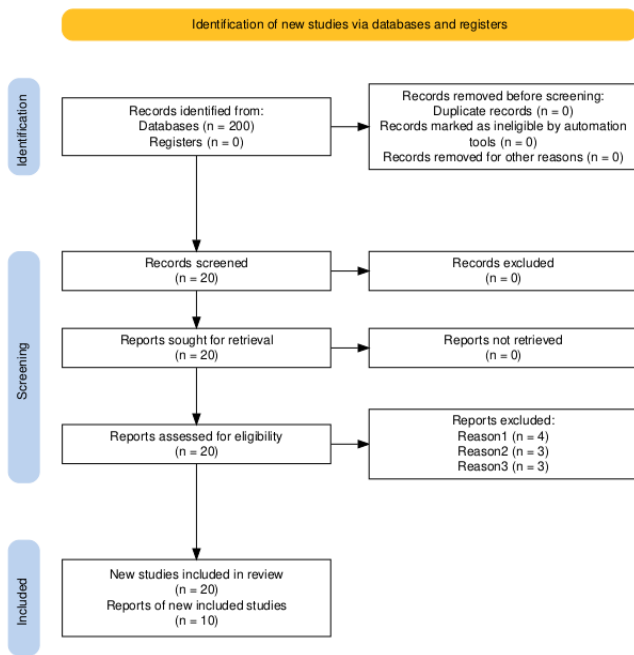 Identification of new studies via databases and registers
Identification
Records identified from:
Databases (n = 200)
Registers (n = 0)
Records removed before screening:
Duplicate records (n = 0)
Records marked as ineligible by automation
tools (n = 0)
Records removed for other reasons (n = 0)
Screening
Records screened
(n = 20)
Records excluded
(n = 0)
Reports sought for retrieval
(n = 20)
Reports not retrieved
(n = 0)
Reports assessed for eligibility
(n = 20)
Reports excluded:
Reason1 (n = 4)
Reason2 (n = 3)
Reason3 (n = 3)
Included
New studies included in review
(n = 20)
Reports of new included studies
(n = 10)